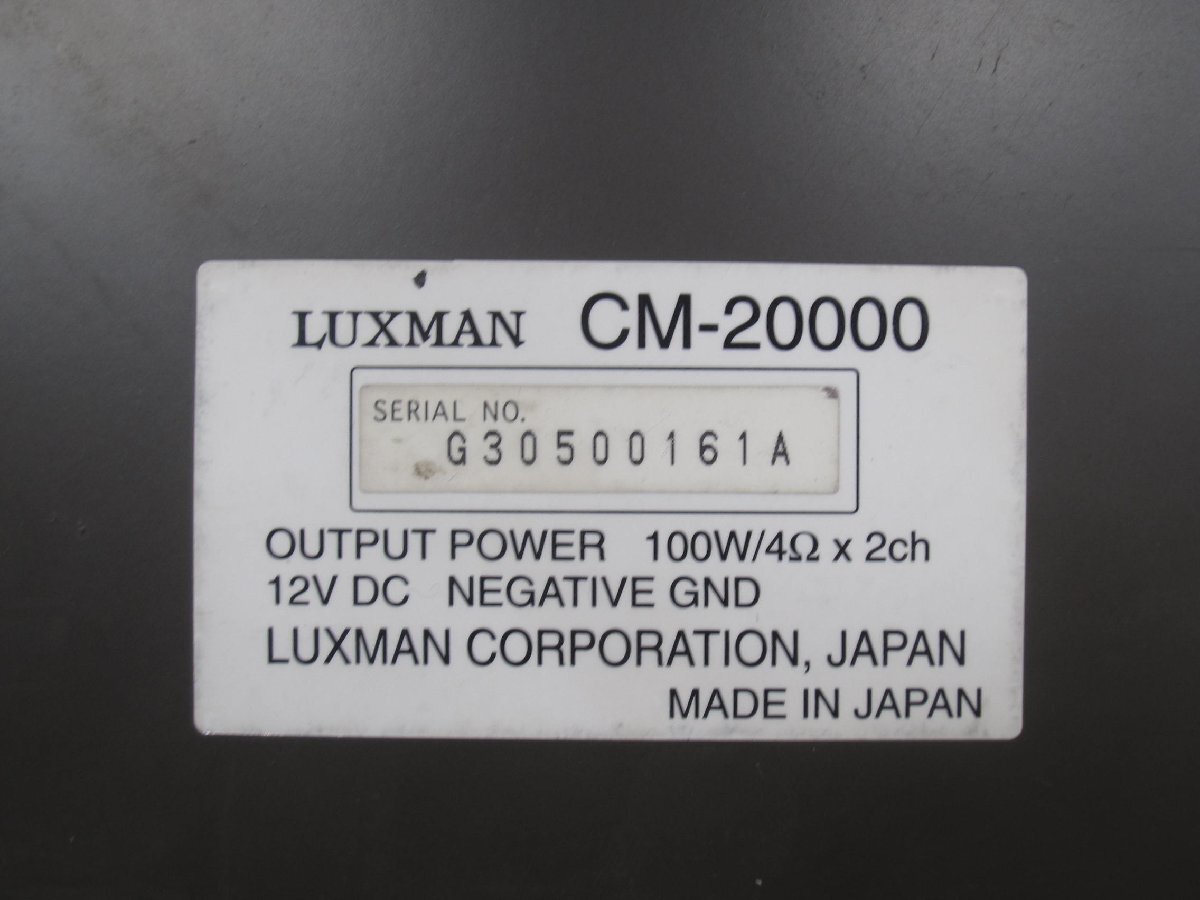 LUXMAN CM-20000
SERIAL NO.
G30500161A
OUTPUT POWER 100W/4Ω x 2ch
12V DC NEGATIVE GND
LUXMAN CORPORATION, JAPAN
MADE IN JAPAN